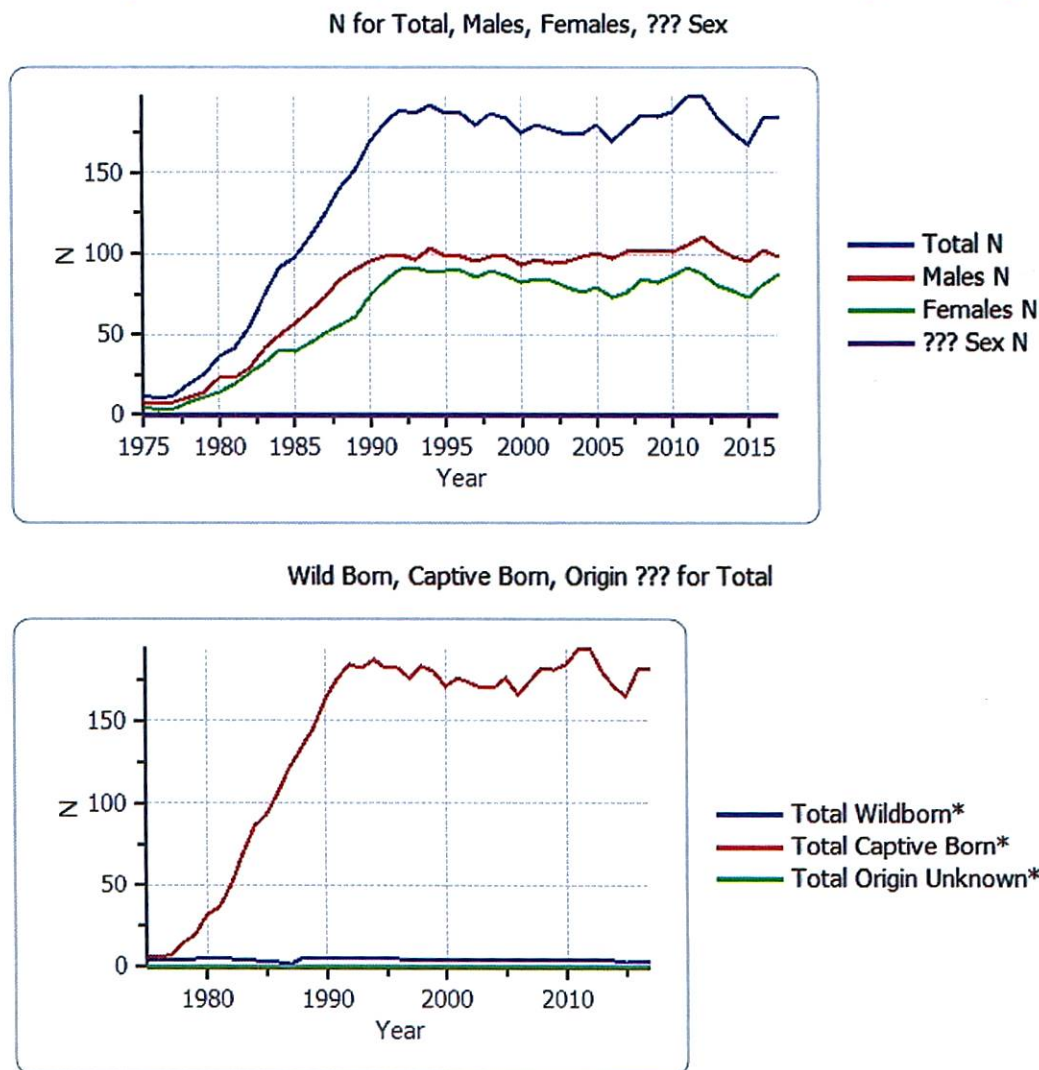 N for Total, Males, Females, ??? Sex
150
100
50
0
N
1975 1980 1985 1990 1995 2000 2005 2010 2015
Year
Total N
Males N
Females N
??? Sex N
Wild Born, Captive Born, Origin ??? for Total
150
100
50
0
N
1980 1990 2000 2010
Year
Total Wildborn*
Total Captive Born*
Total Origin Unknown*